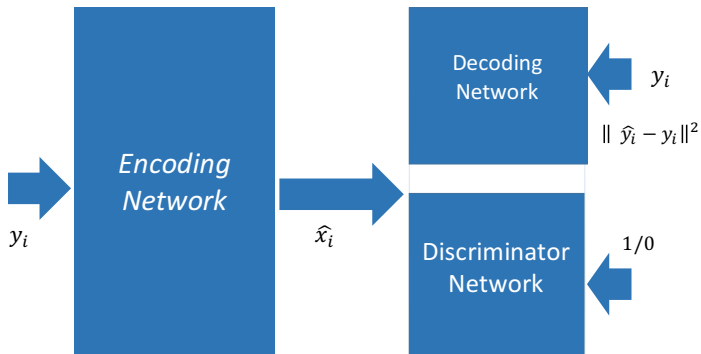 y_i
Encoding
Network
x̂_i
Decoding
Network
y_i
‖ ŷ_i − y_i‖²
Discriminator
Network
1/0